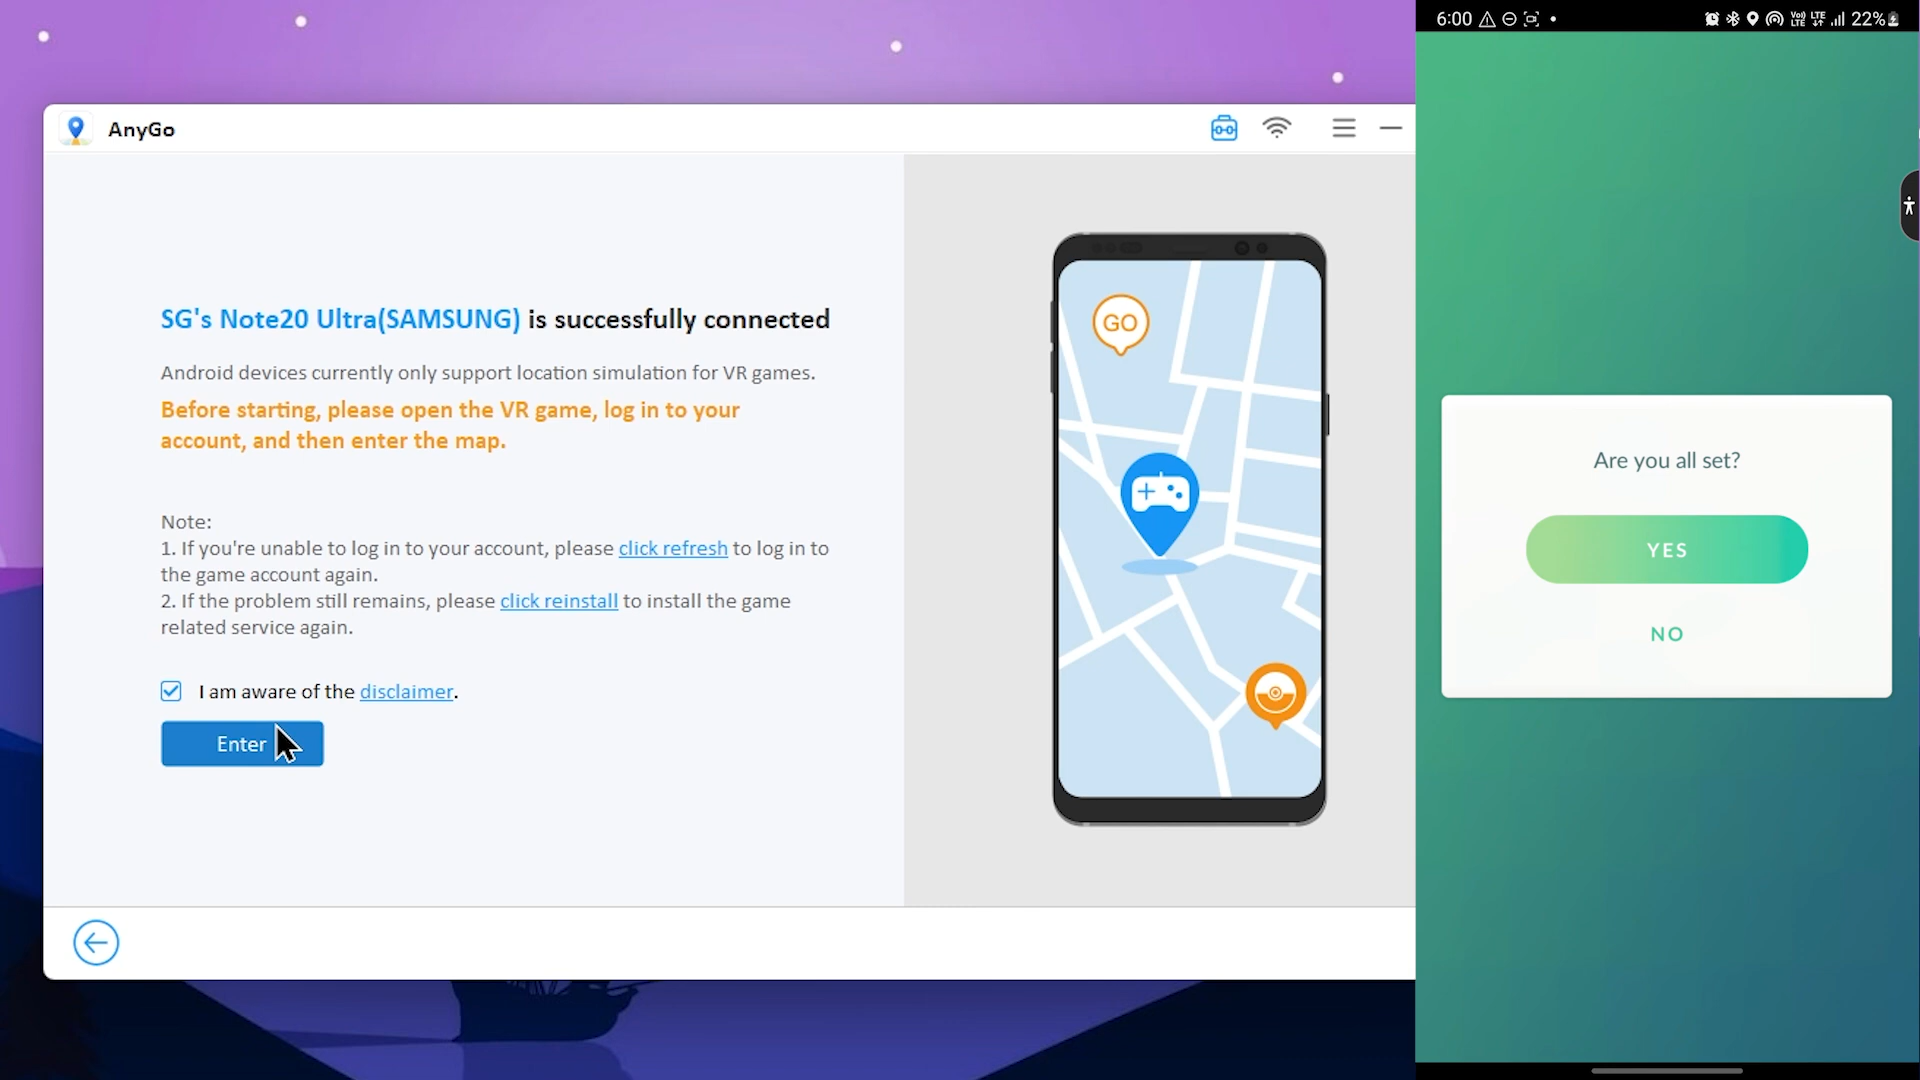 AnyGo
SG's Note20 Ultra(SAMSUNG) is successfully connected
Android devices currently only support location simulation for VR games.
Before starting, please open the VR game, log in to your
account, and then enter the map.
Note:
1. If you're unable to log in to your account, please click refresh to log in to
the game account again.
2. If the problem still remains, please click reinstall to install the game
related service again.
I am aware of the disclaimer.
Enter
GO
6:00
Vo) LTE LTE 22%
Are you all set?
YES
NO